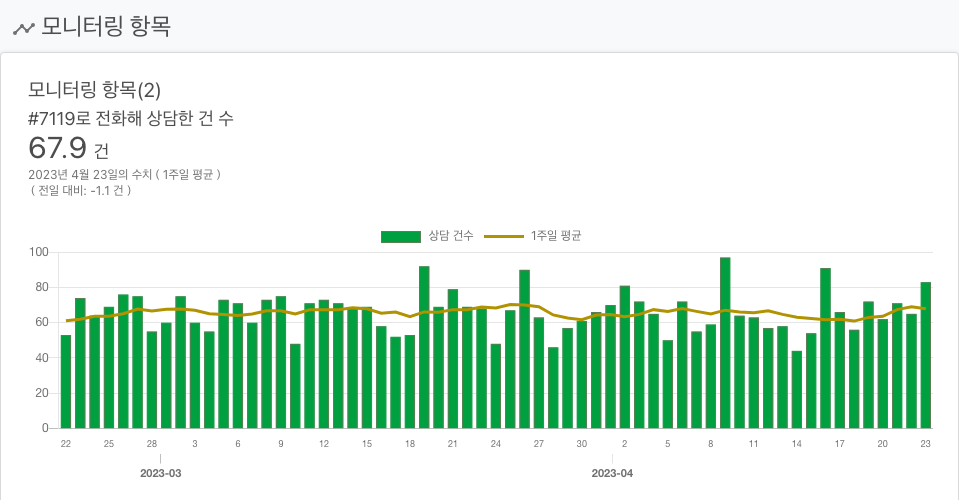 모니터링 항목
모니터링 항목(2)
#7119로 전화해 상담한 건 수
67.9 건
2023년 4월 23일의 수치 ( 1주일 평균 )
( 전일 대비: -1.1 건 )
상담 건수 1주일 평균
100
80
60
40
20
0
22 25 28 3 6 9 12 15 18 21 24 27 30 2 5 8 11 14 17 20 23
2023-03 2023-04